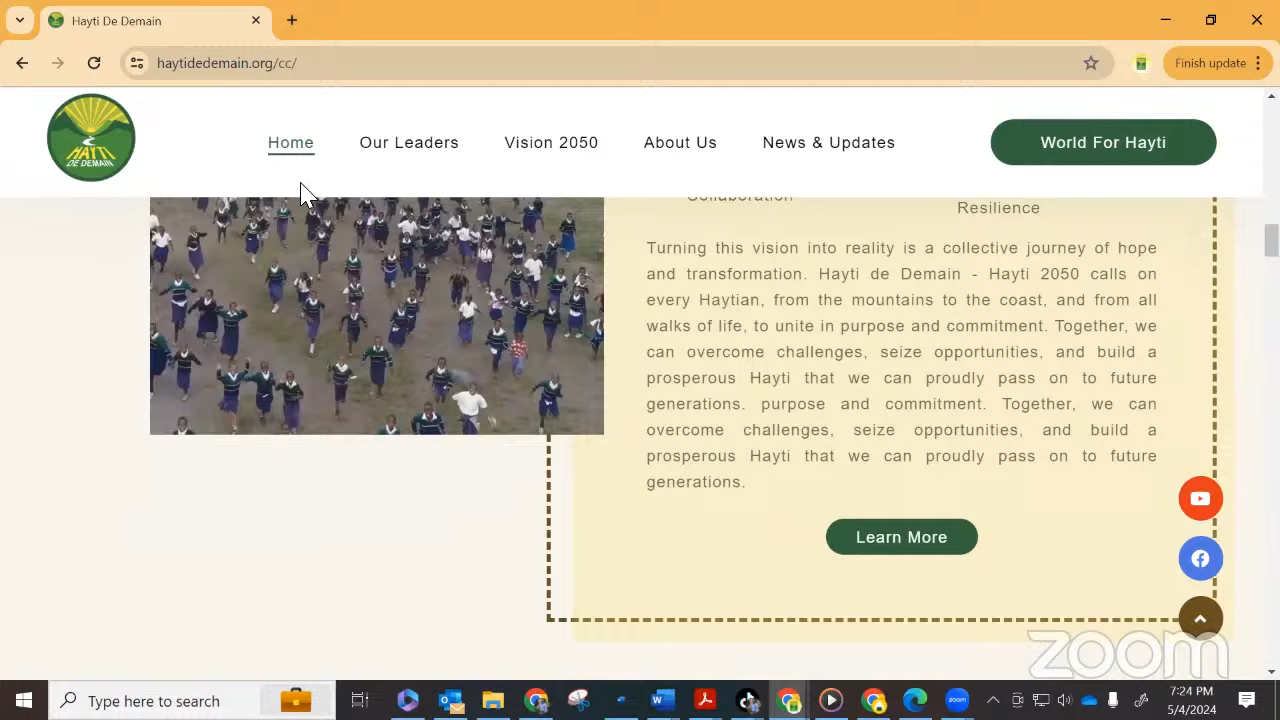 Hayti De Demain
haytidedemain.org/cc/
Finish update
HAYTI
DE DEMAIN
Home
Our Leaders
Vision 2050
About Us
News & Updates
World For Hayti
Collaboration
Resilience
Turning this vision into reality is a collective journey of hope
and transformation. Hayti de Demain - Hayti 2050 calls on
every Haytian, from the mountains to the coast, and from all
walks of life, to unite in purpose and commitment. Together, we
can overcome challenges, seize opportunities, and build a
prosperous Hayti that we can proudly pass on to future
generations. purpose and commitment. Together, we can
overcome challenges, seize opportunities, and build a
prosperous Hayti that we can proudly pass on to future
generations.
Learn More
zoom
Type here to search
zoom
7:24 PM
5/4/2024